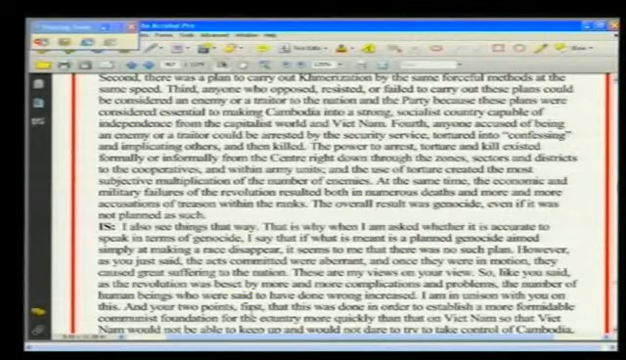 Second, there was a plan to carry out Khmerization by the same forceful methods at the
same speed. Third, anyone who opposed, resisted, or failed to carry out these plans could
be considered an enemy or a traitor to the nation and the Party because these plans were
considered essential to making Cambodia into a strong, socialist country capable of
independence from the capitalist world and Viet Nam. Fourth, anyone accused of being
an enemy or a traitor could be arrested by the security service, tortured into "confessing"
and implicating others, and then killed. The power to arrest, torture and kill existed
formally or informally from the Centre right down through the zones, sectors and districts
to the cooperatives, and within army units; and the use of torture created the most
subjective multiplication of the number of enemies. At the same time, the economic and
military failures of the revolution resulted both in numerous deaths and more and more
accusations of treason within the ranks. The overall result was genocide, even if it was
not planned as such.
IS: I also see things that way. That is why when I am asked whether it is accurate to
speak in terms of genocide, I say that if what is meant is a planned genocide aimed
simply at making a race disappear, it seems to me that there was no such plan. However,
as you just said, the acts committed were aberrant, and once they were in motion, they
caused great suffering to the nation. These are my views on your view. So, like you said,
as the revolution was beset by more and more complications and problems, the number of
human beings who were said to have done wrong increased. I am in unison with you on
this. And your two points, first, that this was done in order to establish a more formidable
communist foundation for the country more quickly than that on Viet Nam so that Viet
Nam would not be able to keep up and would not dare to try to take control of Cambodia,